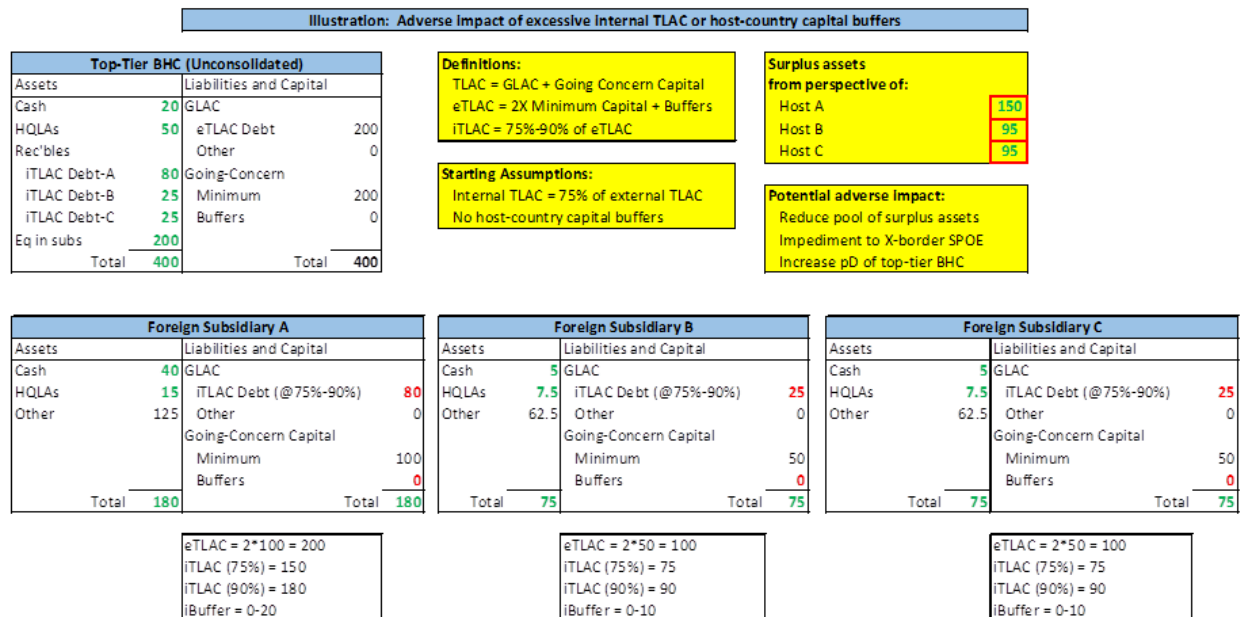 Illustration: Adverse impact of excessive internal TLAC or host-country capital buffers
Top-Tier BHC (Unconsolidated)
Assets Liabilities and Capital
Cash 20 GLAC
HQLAs 50 eTLAC Debt 200
Rec'bles Other 0
iTLAC Debt-A 80 Going-Concern
iTLAC Debt-B 25 Minimum 200
iTLAC Debt-C 25 Buffers 0
Eq in subs 200
Total 400 Total 400
Definitions:
TLAC = GLAC + Going Concern Capital
eTLAC = 2X Minimum Capital + Buffers
iTLAC = 75%-90% of eTLAC
Starting Assumptions:
Internal TLAC = 75% of external TLAC
No host-country capital buffers
Surplus assets
from perspective of:
Host A 150
Host B 95
Host C 95
Potential adverse impact:
Reduce pool of surplus assets
Impediment to X-border SPOE
Increase pD of top-tier BHC
Foreign Subsidiary A
Assets Liabilities and Capital
Cash 40 GLAC
HQLAs 15 iTLAC Debt (@75%-90%) 80
Other 125 Other 0
Going-Concern Capital
Minimum 100
Buffers 0
Total 180 Total 180
eTLAC = 2*100 = 200
iTLAC (75%) = 150
iTLAC (90%) = 180
iBuffer = 0-20
Foreign Subsidiary B
Assets Liabilities and Capital
Cash 5 GLAC
HQLAs 7.5 iTLAC Debt (@75%-90%) 25
Other 62.5 Other 0
Going-Concern Capital
Minimum 50
Buffers 0
Total 75 Total 75
eTLAC = 2*50 = 100
iTLAC (75%) = 75
iTLAC (90%) = 90
iBuffer = 0-10
Foreign Subsidiary C
Assets Liabilities and Capital
Cash 5 GLAC
HQLAs 7.5 iTLAC Debt (@75%-90%) 25
Other 62.5 Other 0
Going-Concern Capital
Minimum 50
Buffers 0
Total 75 Total 75
eTLAC = 2*50 = 100
iTLAC (75%) = 75
iTLAC (90%) = 90
iBuffer = 0-10